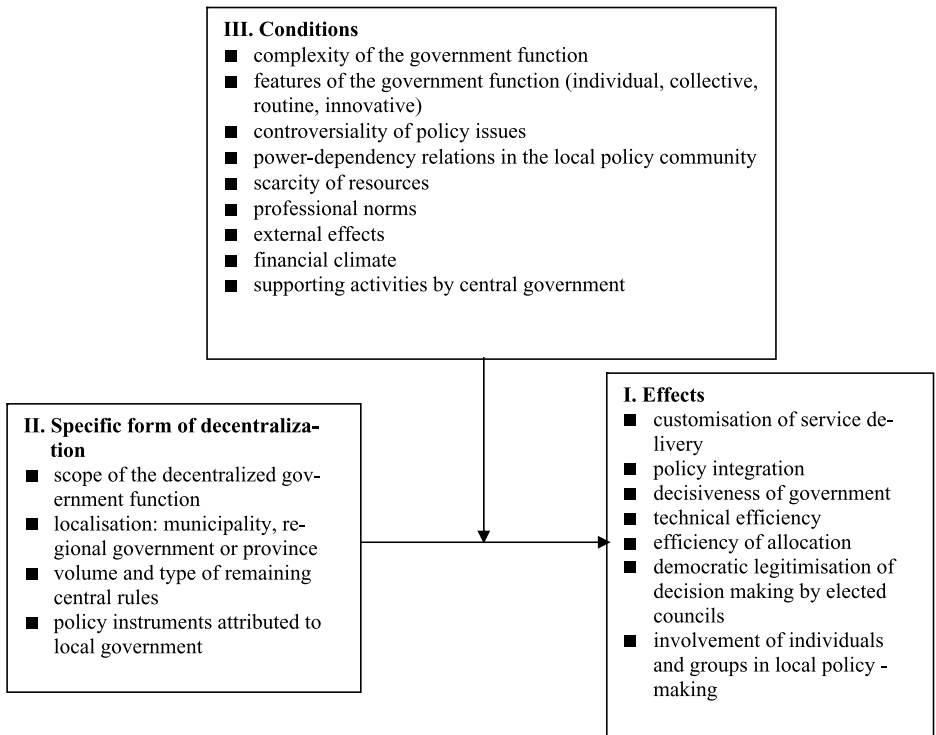 III. Conditions
■ complexity of the government function
■ features of the government function (individual, collective,
routine, innovative)
■ controversiality of policy issues
■ power-dependency relations in the local policy community
■ scarcity of resources
■ professional norms
■ external effects
■ financial climate
■ supporting activities by central government
II. Specific form of decentraliza-
tion
■ scope of the decentralized gov-
ernment function
■ localisation: municipality, re-
gional government or province
■ volume and type of remaining
central rules
■ policy instruments attributed to
local government
I. Effects
■ customisation of service de-
livery
■ policy integration
■ decisiveness of government
■ technical efficiency
■ efficiency of allocation
■ democratic legitimisation of
decision making by elected
councils
■ involvement of individuals
and groups in local policy -
making